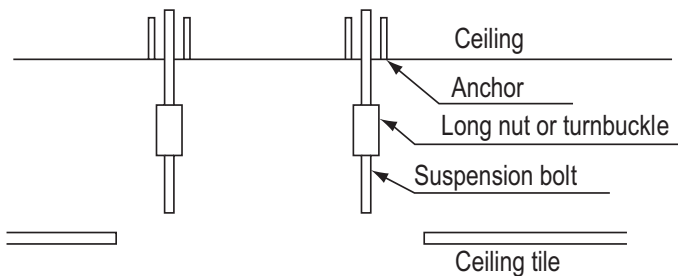 Ceiling
Anchor
Long nut or turnbuckle
Suspension bolt
Ceiling tile